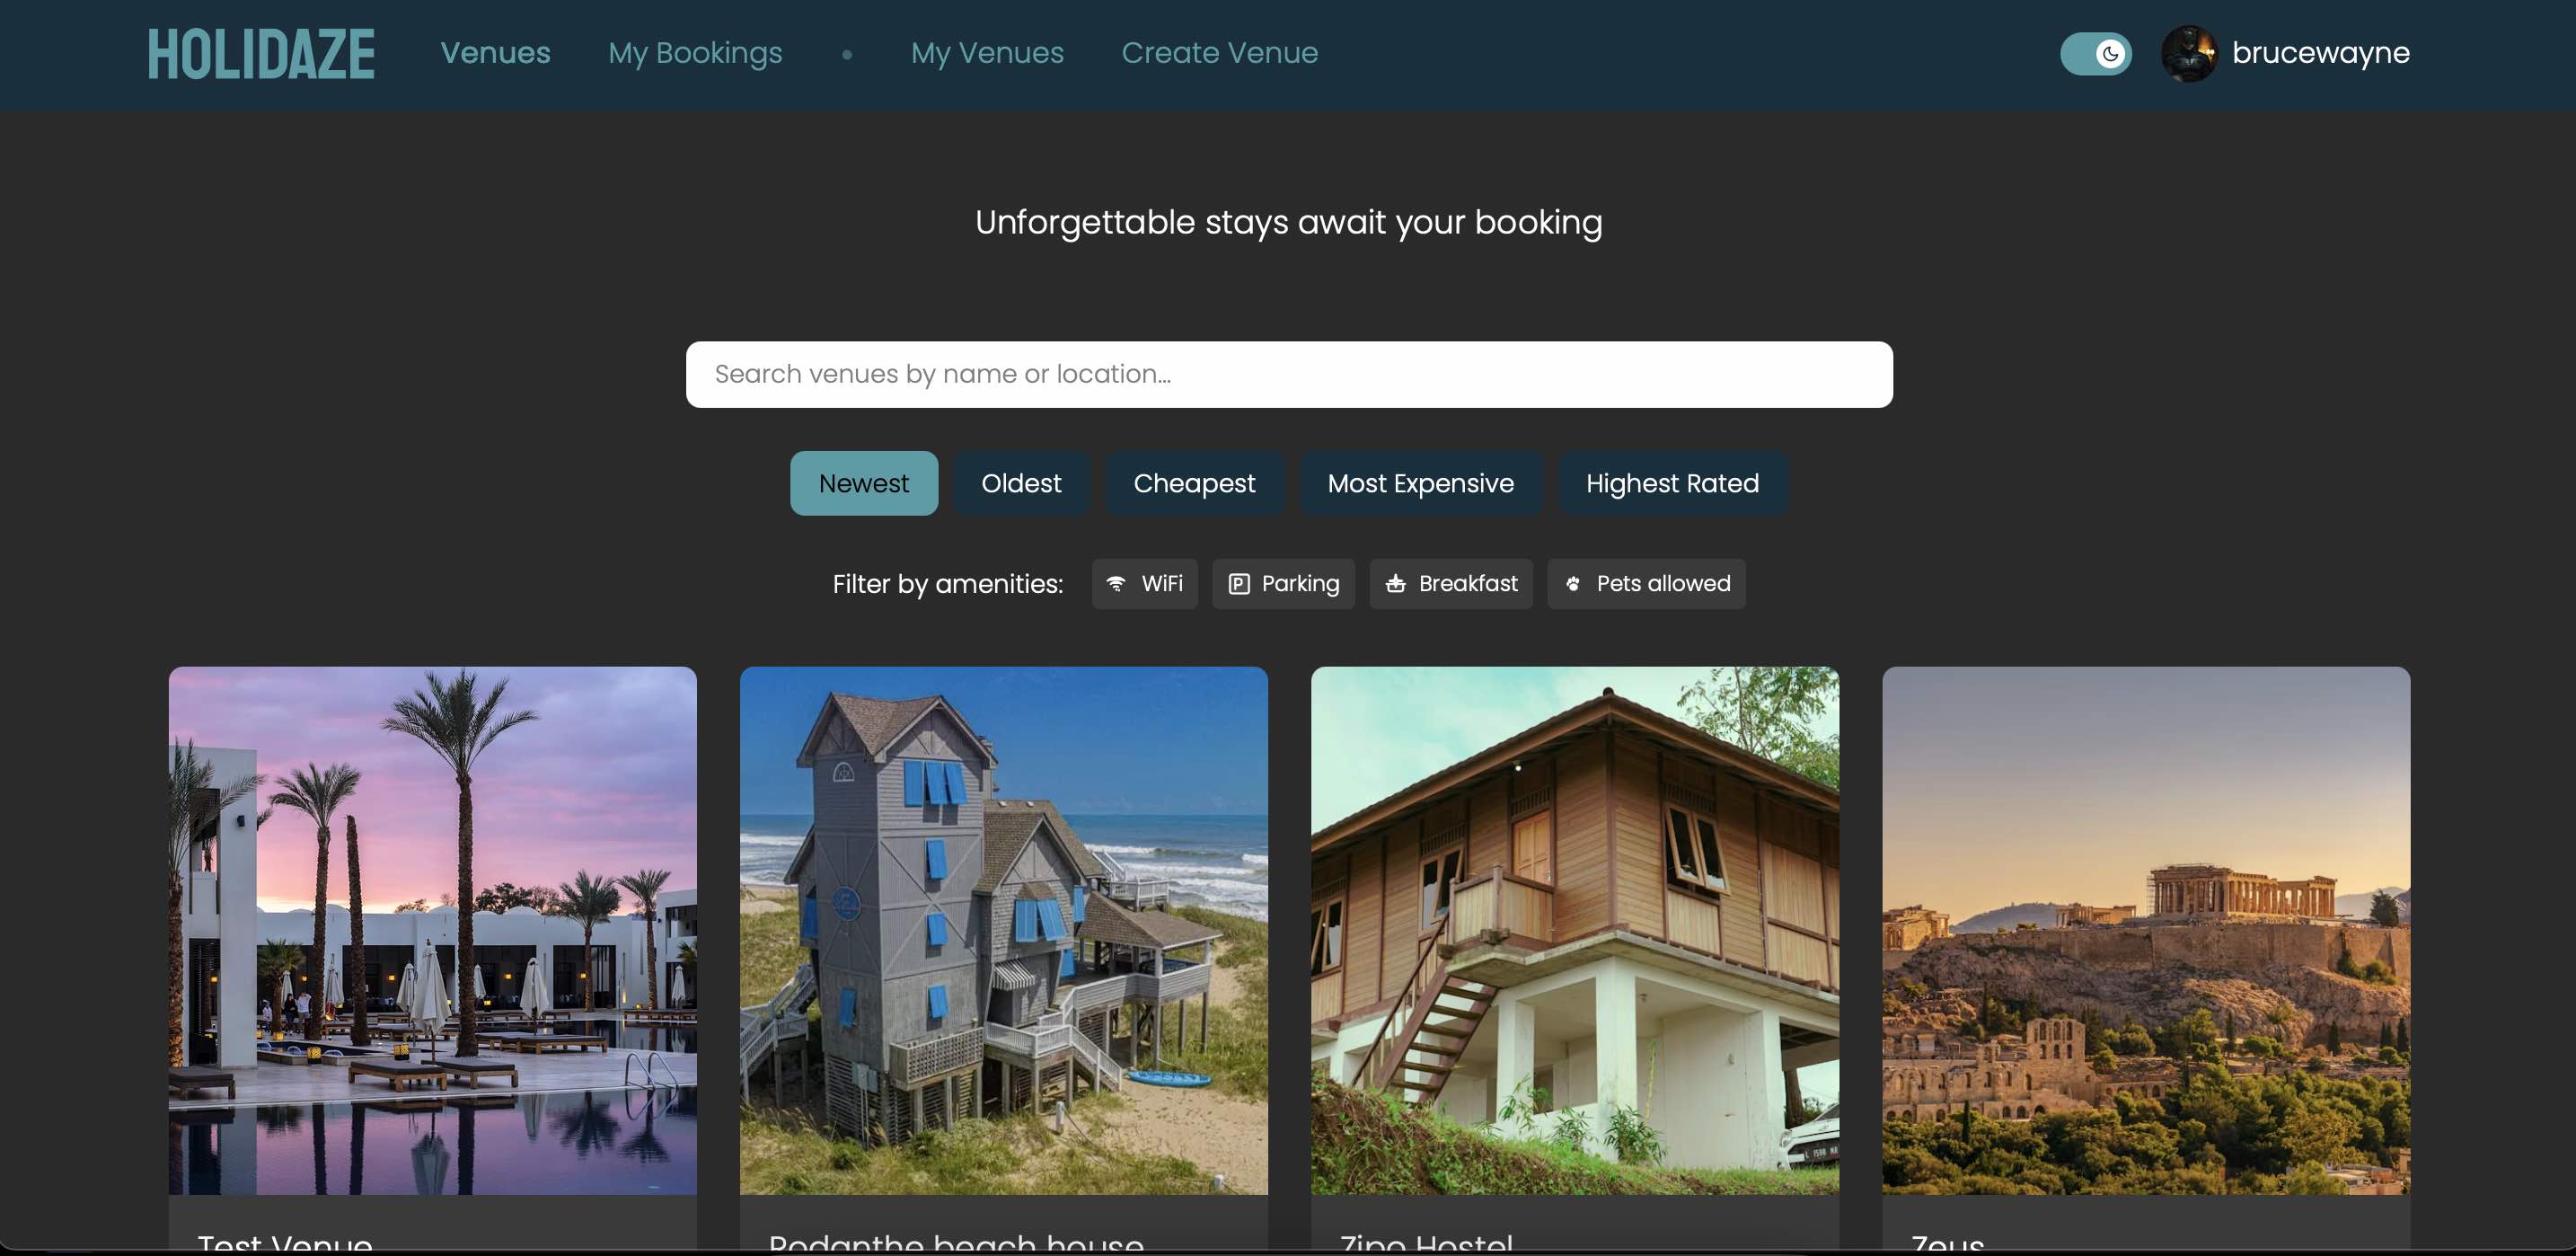 HOLIDAZE Venues My Bookings • My Venues Create Venue brucewayne
Unforgettable stays await your booking
Search venues by name or location...
Newest Oldest Cheapest Most Expensive Highest Rated
Filter by amenities: WiFi Parking Breakfast Pets allowed
Test Venue Rodanthe beach house Zipo Hostel Zeus